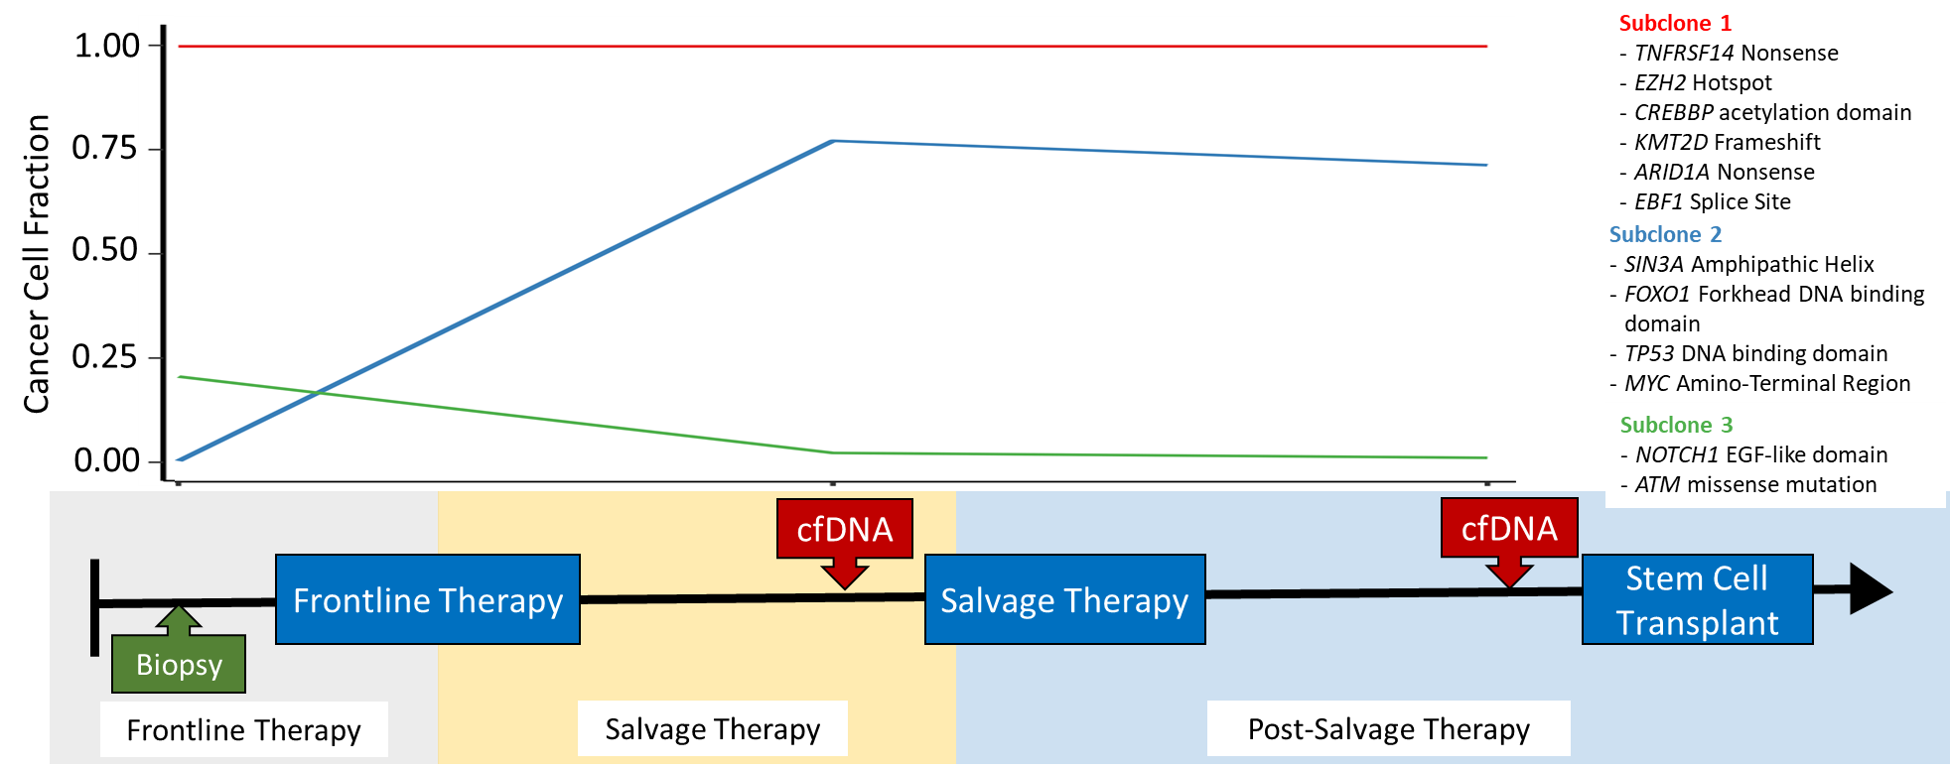 Cancer Cell Fraction
1.00
0.75
0.50
0.25
0.00
Subclone 1
- TNFRSF14 Nonsense
- EZH2 Hotspot
- CREBBP acetylation domain
- KMT2D Frameshift
- ARID1A Nonsense
- EBF1 Splice Site
Subclone 2
- SIN3A Amphipathic Helix
- FOXO1 Forkhead DNA binding
domain
- TP53 DNA binding domain
- MYC Amino-Terminal Region
Subclone 3
- NOTCH1 EGF-like domain
- ATM missense mutation
cfDNA
cfDNA
Frontline Therapy
Salvage Therapy
Stem Cell
Transplant
Biopsy
Frontline Therapy
Salvage Therapy
Post-Salvage Therapy